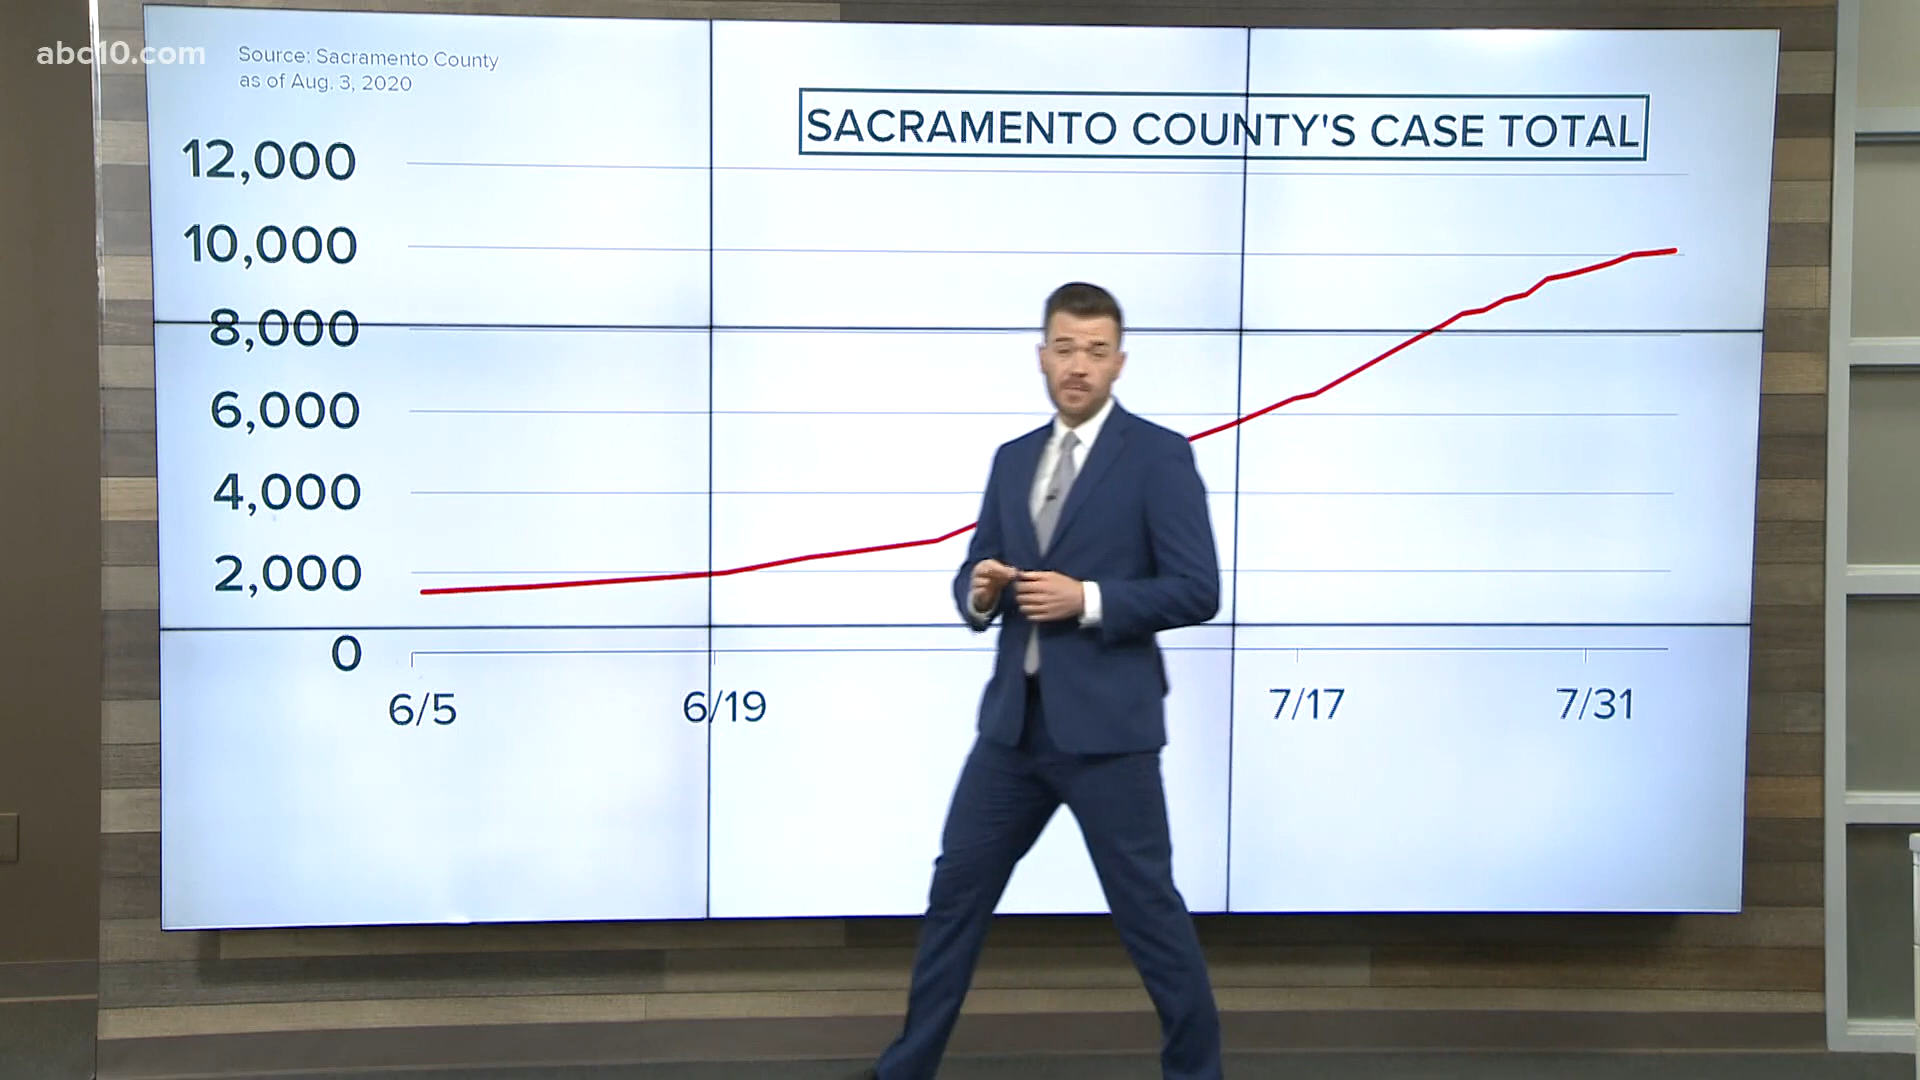 abc10.com
Source: Sacramento County
as of Aug. 3, 2020
SACRAMENTO COUNTY'S CASE TOTAL
12,000
10,000
8,000
6,000
4,000
2,000
0
6/5
6/19
7/17
7/31